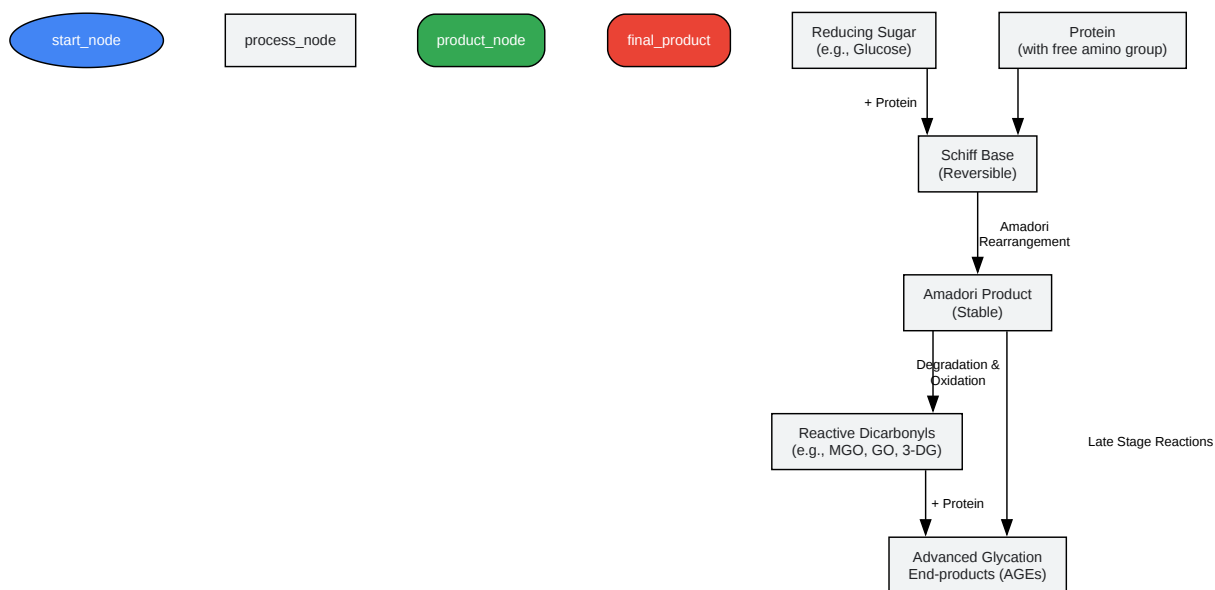 start_node
process_node
product_node
final_product
Reducing Sugar
(e.g., Glucose)
Protein
(with free amino group)
+ Protein
Schiff Base
(Reversible)
Amadori
Rearrangement
Amadori Product
(Stable)
Degradation &
Oxidation
Reactive Dicarbonyls
(e.g., MGO, GO, 3-DG)
Late Stage Reactions
+ Protein
Advanced Glycation
End-products (AGEs)